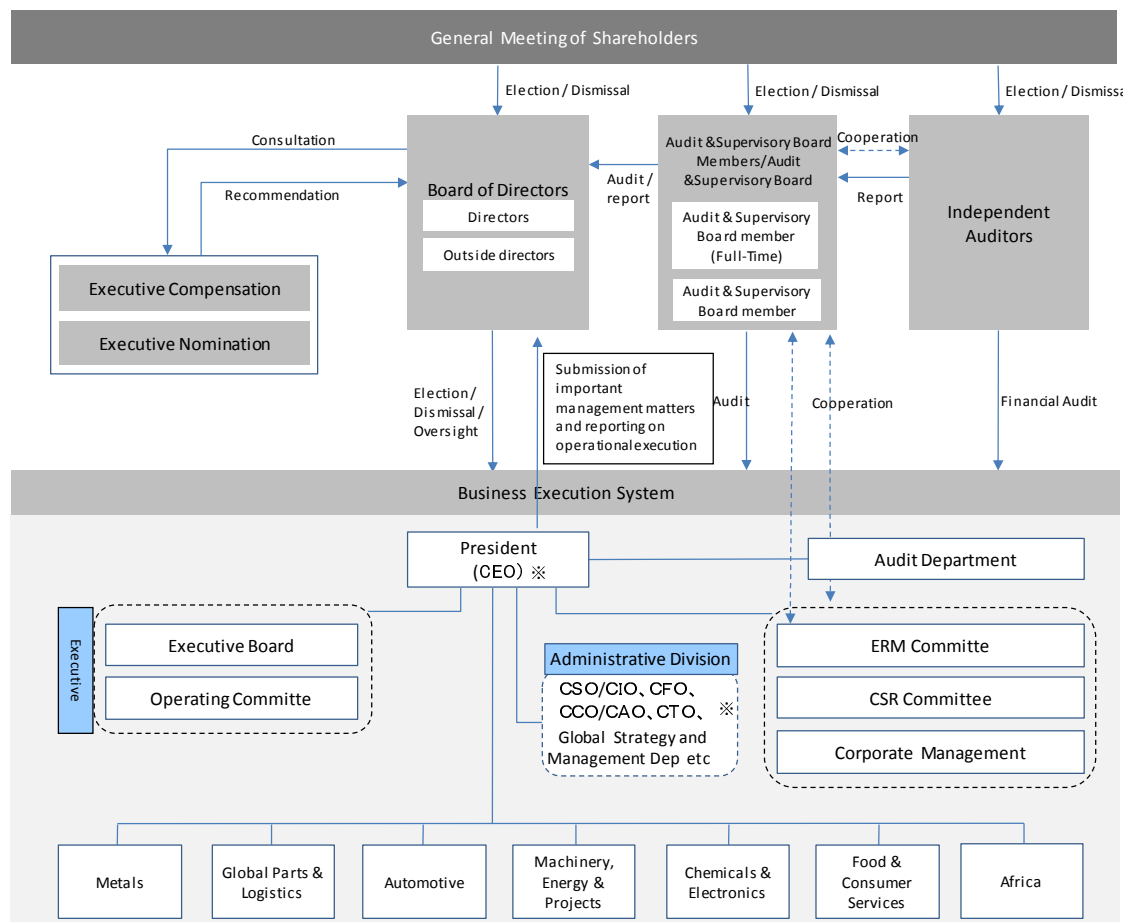 General Meeting of Shareholders
Election / Dismissal
Election / Dismissal
Election / Dismissa
Consultation
Recommendation
Board of Directors
Directors
Outside directors
Audit /
report
Audit & Supervisory Board
Members/Audit
&Supervisory Board
Audit & Supervisory
Board member
(Full-Time)
Audit & Supervisory
Board member
Cooperation
Report
Independent
Auditors
Executive Compensation
Executive Nomination
Election /
Dismissal /
Oversight
Submission of
important
management matters
and reporting on
operational execution
Audit
Cooperation
Financial Audit
Business Execution System
President
(CEO) ※
Audit Department
Executive
Executive Board
Operating Committe
Administrative Division
CSO/CIO、CFO、
CCO/CAO、CTO、 ※
Global Strategy and
Management Dep etc
ERM Committe
CSR Committee
Corporate Management
Metals
Global Parts &
Logistics
Automotive
Machinery,
Energy &
Projects
Chemicals &
Electronics
Food &
Consumer
Services
Africa